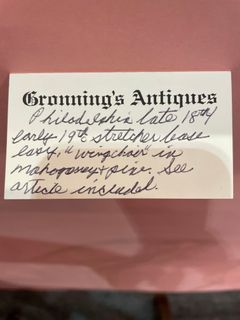 Gronning's Antiques
Philadelphia late 18th
early 19th stretcher base
easy, "wingchair" in
mahogany + pine. See
article included.